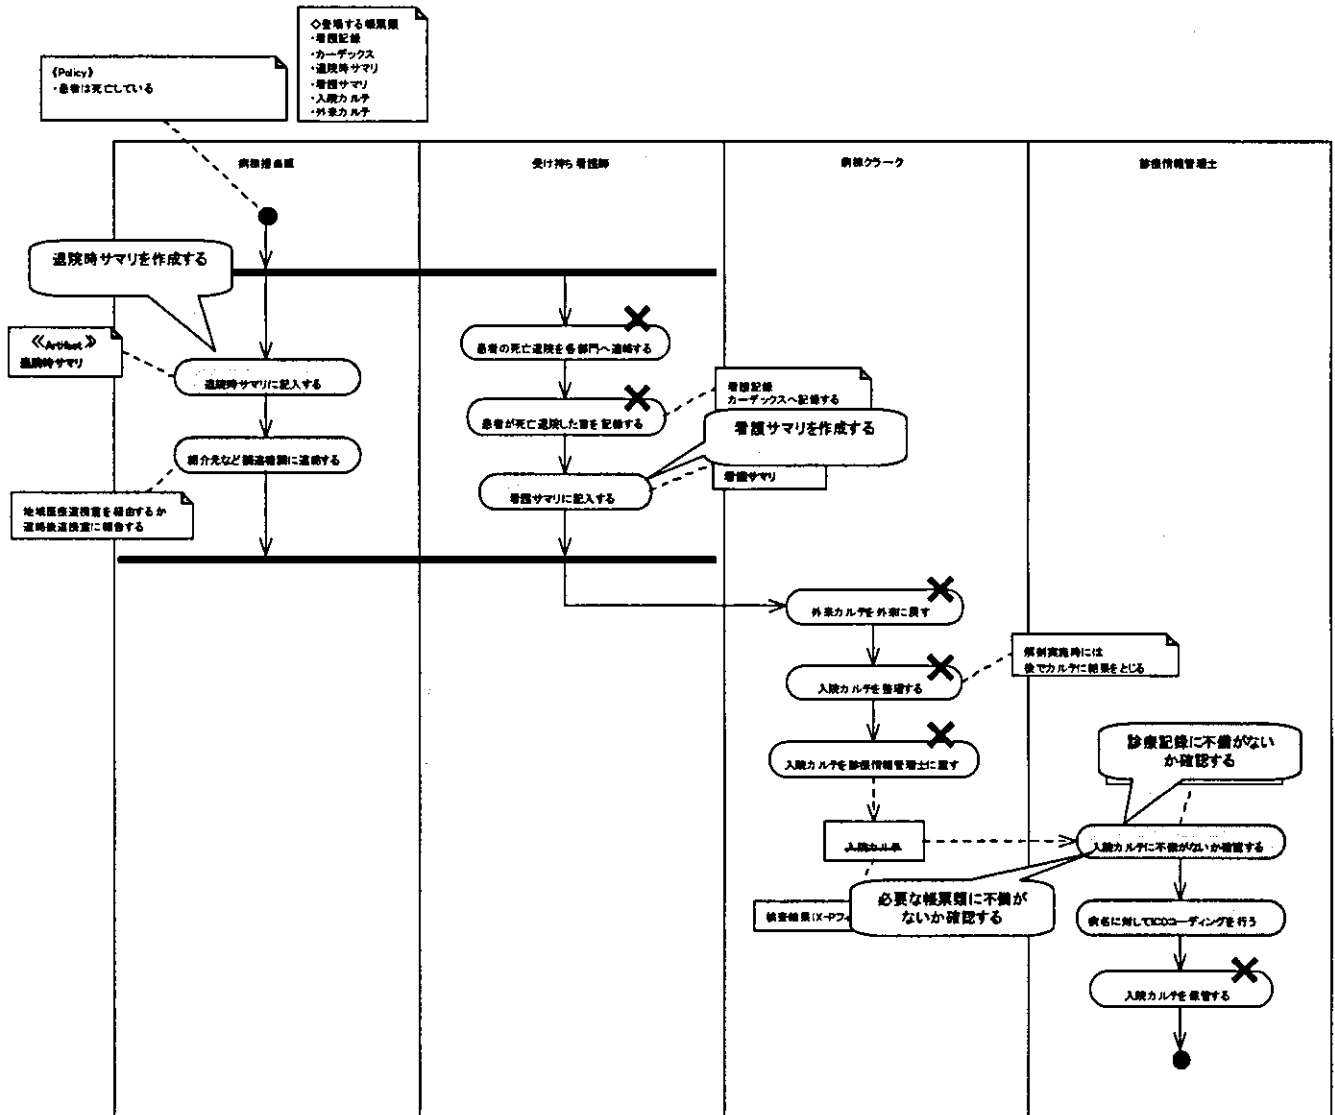 ◇登場する帳票類
・看護記録
・カーデックス
・退院時サマリ
・看護サマリ
・入院カルテ
・外来カルテ
《Policy》
・患者は死亡している
病棟担当医
受け持ち看護師
病棟クラーク
診療情報管理士
退院時サマリを作成する
《Artifact》
退院時サマリ
退院時サマリに記入する
紹介先など関連機関に連絡する
地域医療連携室を経由するか
連絡後連携室に報告する
患者の死亡退院を各部門へ連絡する
患者が死亡退院した旨を記録する
看護記録
カーデックスへ記録する
看護サマリを作成する
看護サマリ
看護サマリに記入する
外来カルテを外来に戻す
入院カルテを整理する
解剖実施時には
後でカルテに結果をとじる
入院カルテを診療情報管理士に渡す
診療記録に不備がない
か確認する
入院カルテ
入院カルテに不備がないか確認する
必要な帳票類に不備が
ないか確認する
検査結果(X-Pフィ
病名に対してICDコーディングを行う
入院カルテを保管する